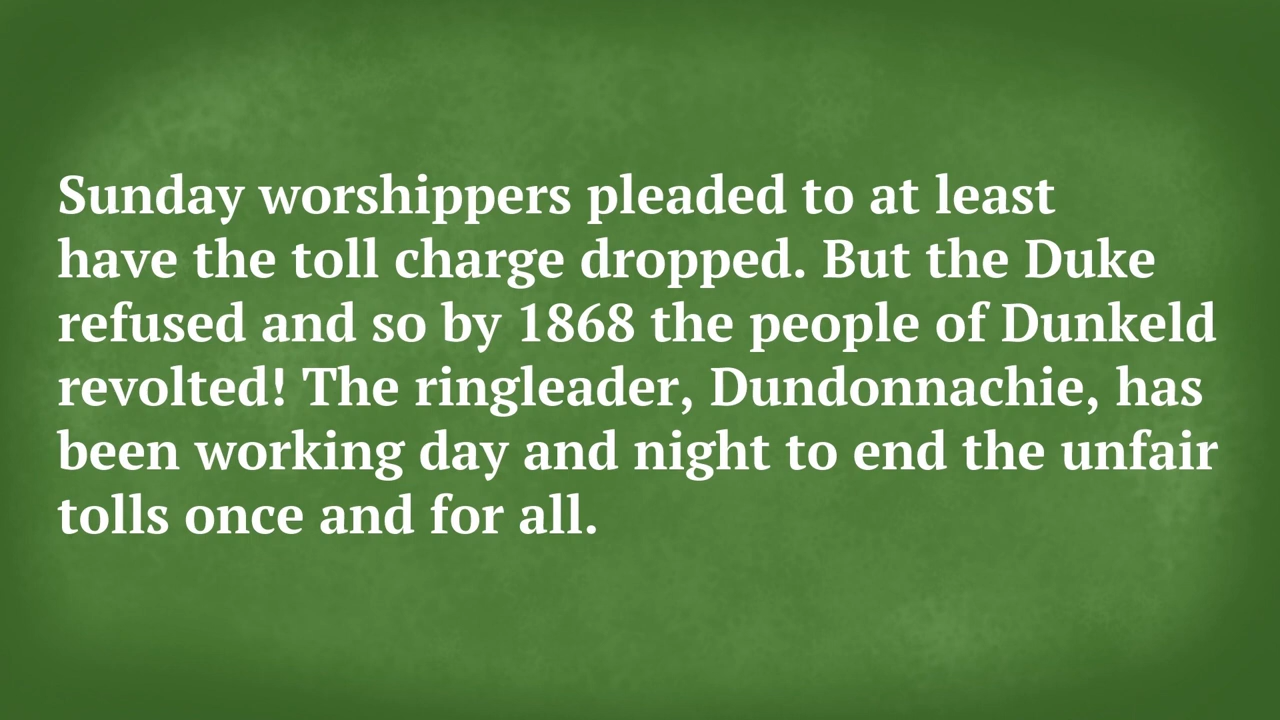 Sunday worshippers pleaded to at least
have the toll charge dropped. But the Duke
refused and so by 1868 the people of Dunkeld
revolted! The ringleader, Dundonnachie, has
been working day and night to end the unfair
tolls once and for all.